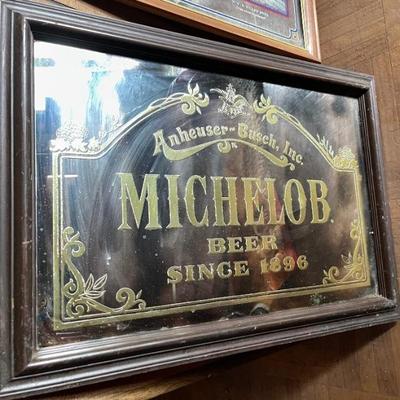 Anheuser-Busch, Inc.
MICHELOB.
BEER
SINCE 1896